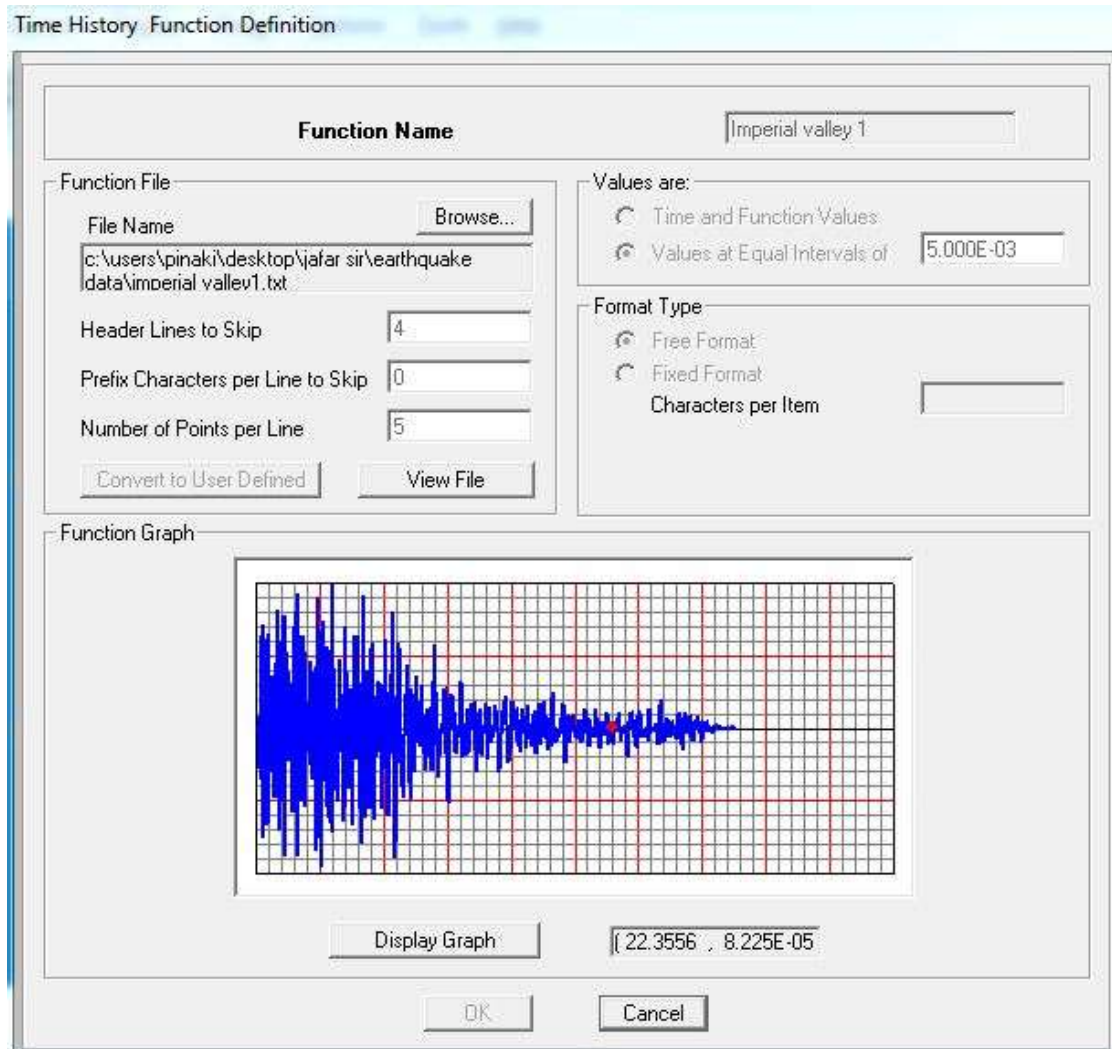 Time History Function Definition
Function Name
Imperial valley 1
Function File
File Name
Browse...
c:\users\pinaki\desktop\jafar sir\earthquake
data\imperial valley1.txt
Header Lines to Skip
4
Prefix Characters per Line to Skip
0
Number of Points per Line
5
Convert to User Defined
View File
Values are:
Time and Function Values
Values at Equal Intervals of
5.000E-03
Format Type
Free Format
Fixed Format
Characters per Item
Function Graph
Display Graph
( 22.3556 , 8.225E-05
OK
Cancel